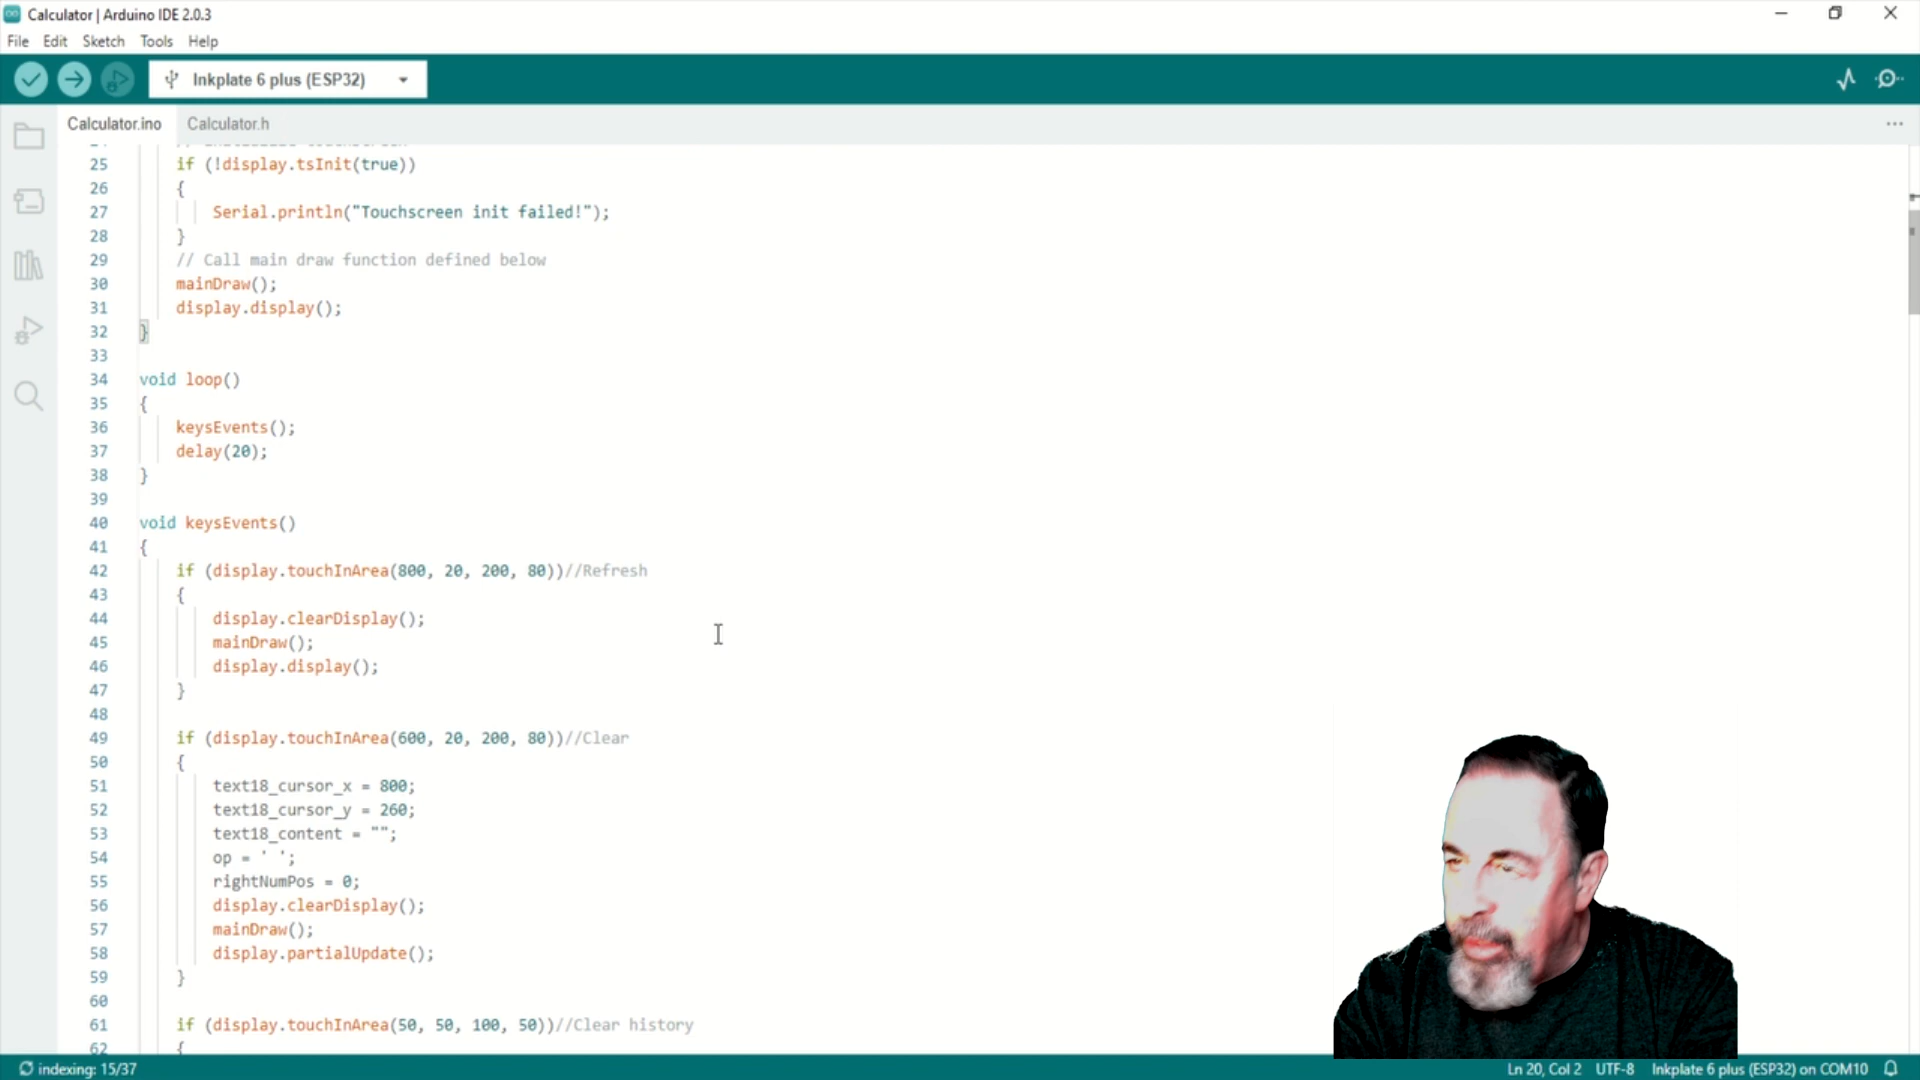 Calculator | Arduino IDE 2.0.3
File Edit Sketch Tools Help
Inkplate 6 plus (ESP32)
Calculator.ino Calculator.h
25 if (!display.tsInit(true))
26 {
27 Serial.println("Touchscreen init failed!");
28 }
29 // Call main draw function defined below
30 mainDraw();
31 display.display();
32 }
33
34 void loop()
35 {
36 keysEvents();
37 delay(20);
38 }
39
40 void keysEvents()
41 {
42 if (display.touchInArea(800, 20, 200, 80))//Refresh
43 {
44 display.clearDisplay();
45 mainDraw();
46 display.display();
47 }
48
49 if (display.touchInArea(600, 20, 200, 80))//Clear
50 {
51 text18_cursor_x = 800;
52 text18_cursor_y = 260;
53 text18_content = "";
54 op = ' ';
55 rightNumPos = 0;
56 display.clearDisplay();
57 mainDraw();
58 display.partialUpdate();
59 }
60
61 if (display.touchInArea(50, 50, 100, 50))//Clear history
62 {
indexing: 15/37 Ln 20, Col 2 UTF-8 Inkplate 6 plus (ESP32) on COM10